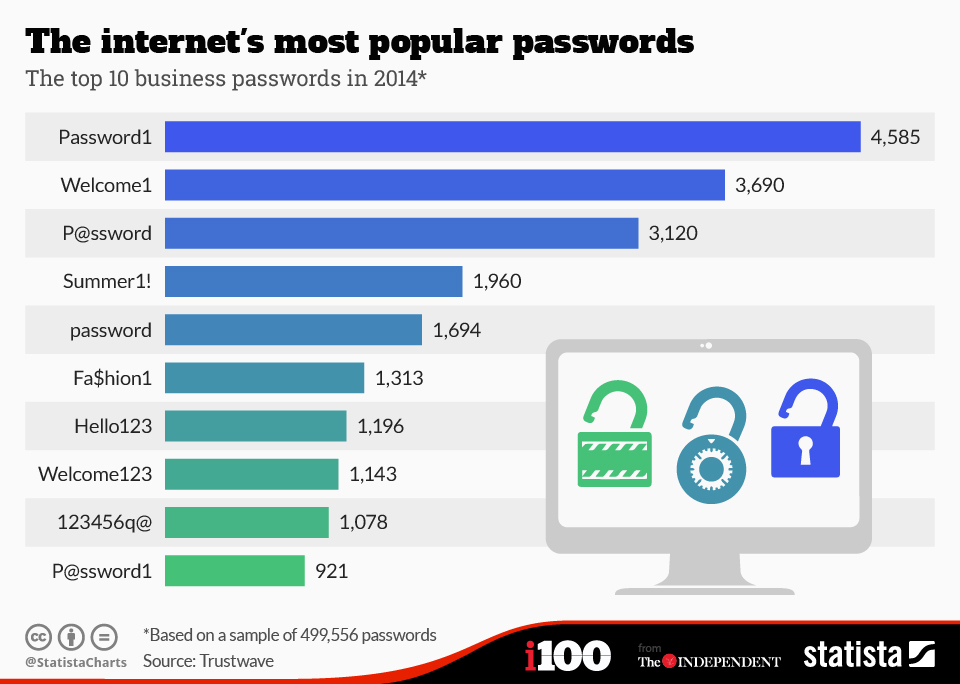 The internet's most popular passwords
The top 10 business passwords in 2014*
Password1 4,585
Welcome1 3,690
P@ssword 3,120
Summer1! 1,960
password 1,694
Fa$hion1 1,313
Hello123 1,196
Welcome123 1,143
123456q@ 1,078
P@ssword1 921
cc
@StatistaCharts
*Based on a sample of 499,556 passwords
Source: Trustwave
i100
from
The INDEPENDENT
statista